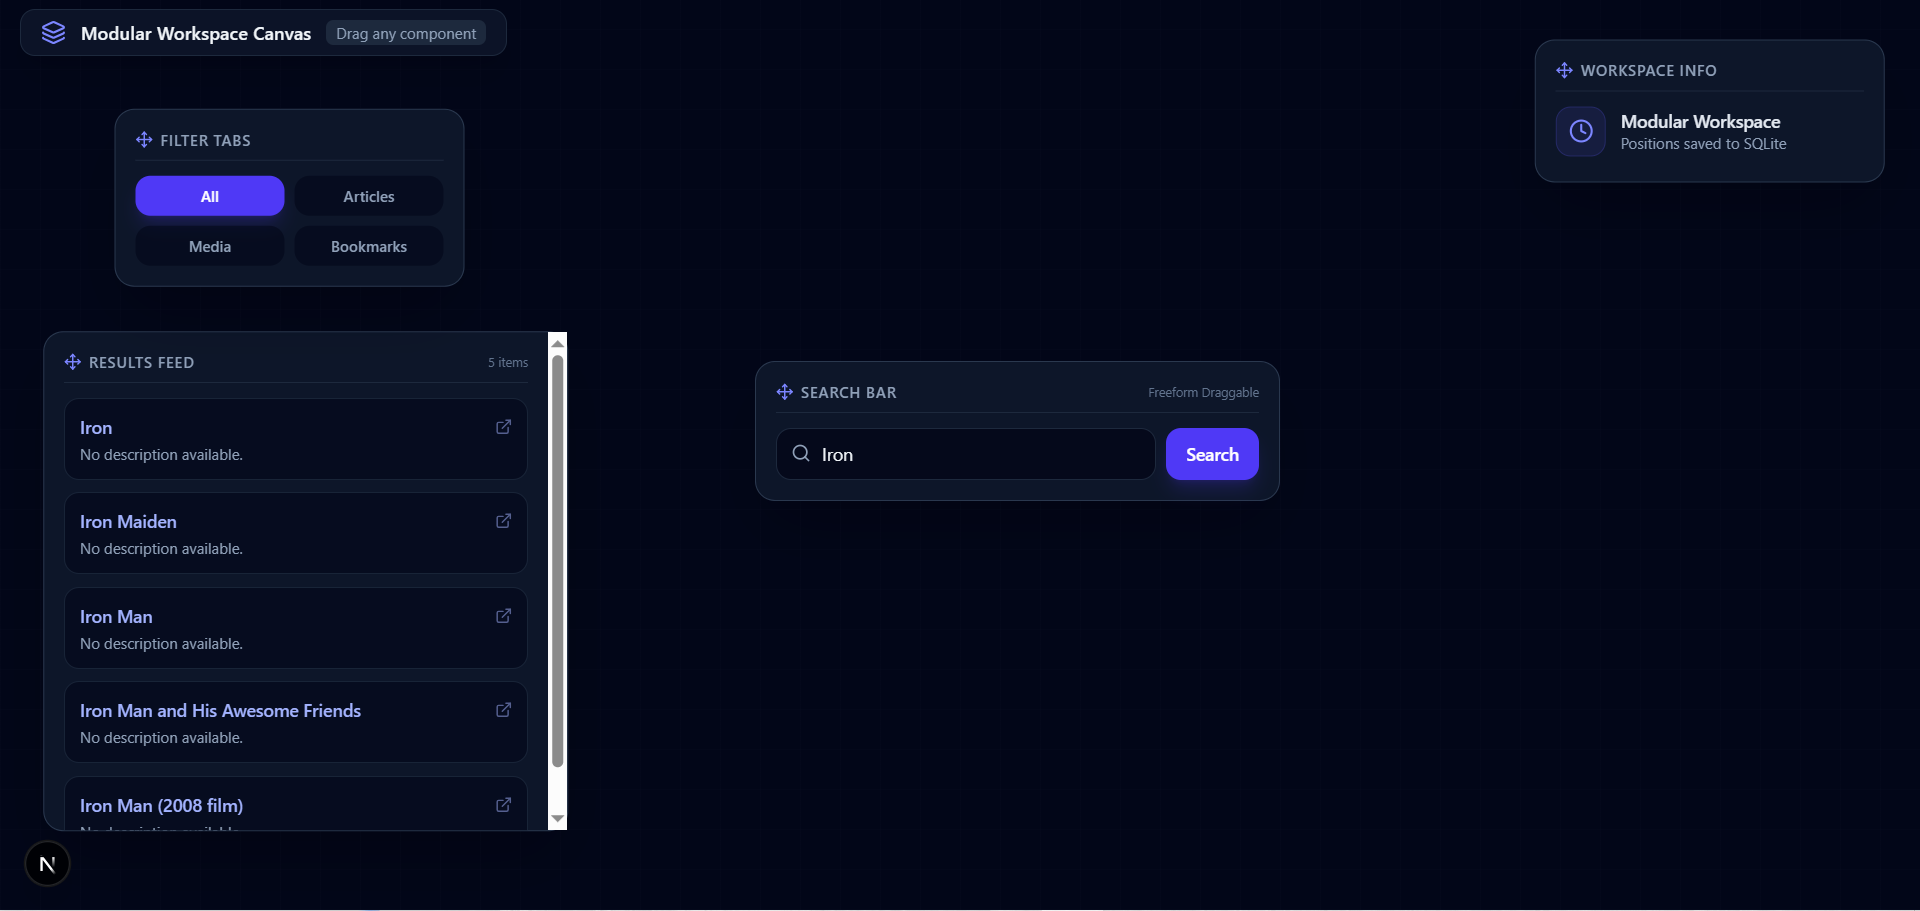 Modular Workspace Canvas Drag any component
WORKSPACE INFO
Modular Workspace
Positions saved to SQLite
FILTER TABS
All Articles
Media Bookmarks
RESULTS FEED 5 items
Iron
No description available.
Iron Maiden
No description available.
Iron Man
No description available.
Iron Man and His Awesome Friends
No description available.
Iron Man (2008 film)
No description available.
SEARCH BAR Freeform Draggable
Iron Search
N